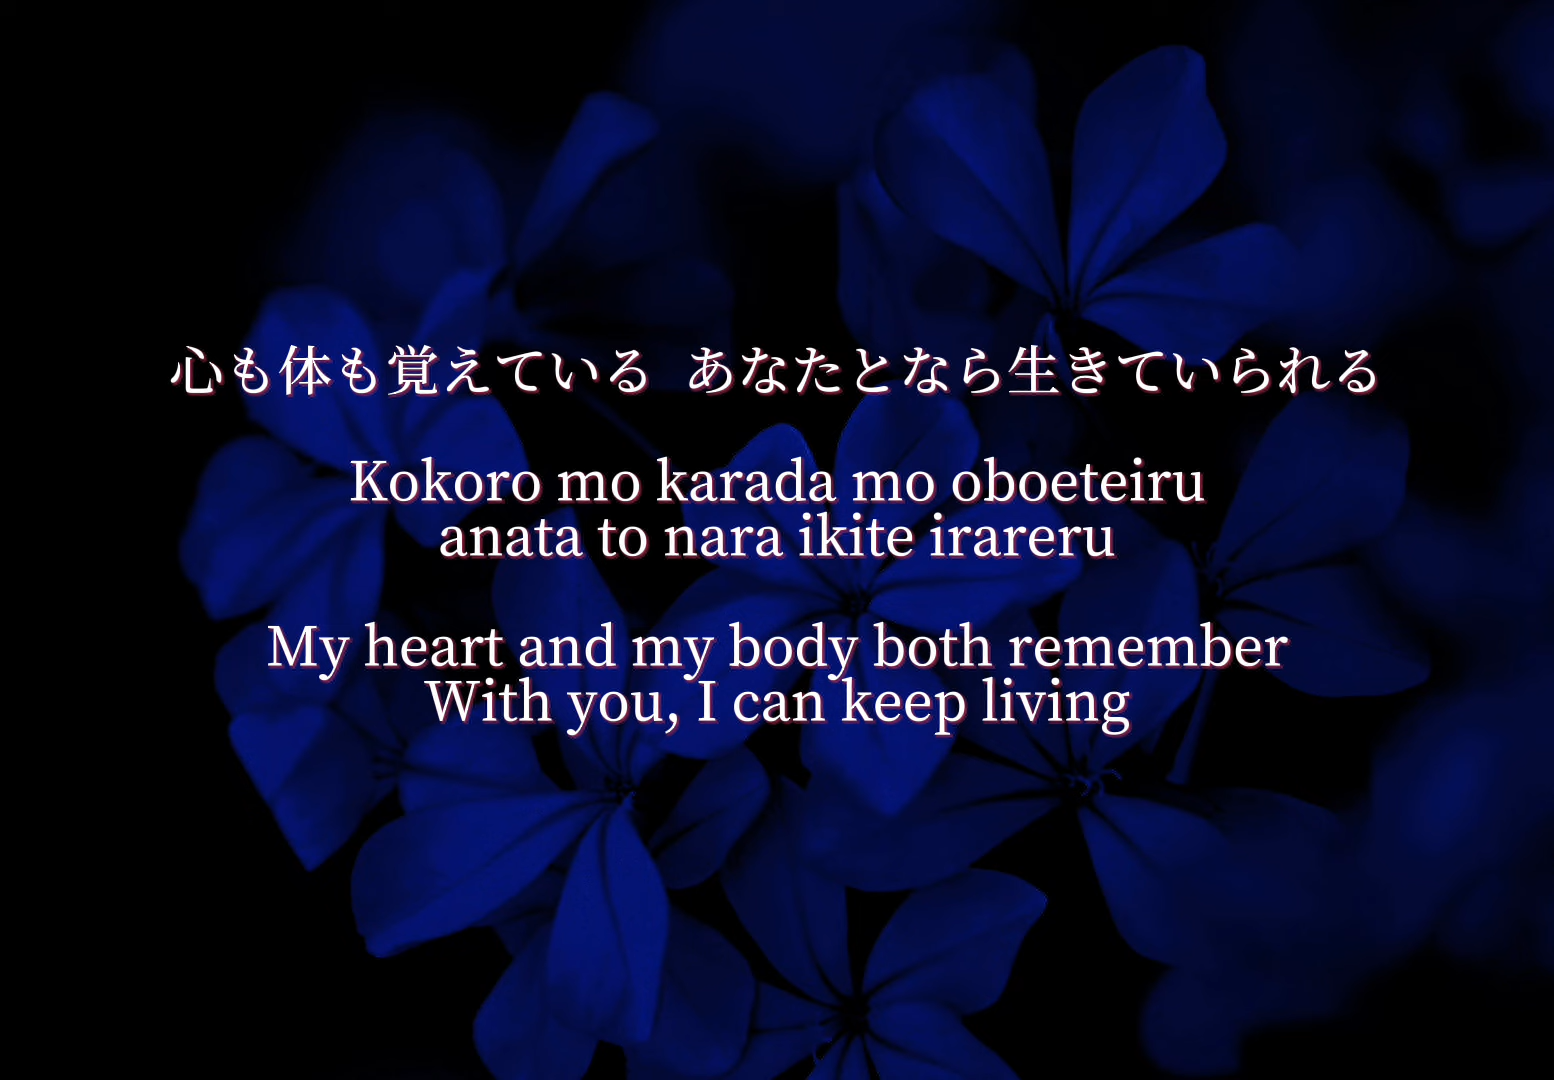 心も体も覚えている あなたとなら生きていられる
Kokoro mo karada mo oboeteiru
anata to nara ikite irareru
My heart and my body both remember
With you, I can keep living